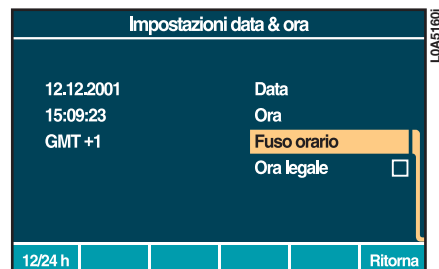 Impostazioni data & ora
12.12.2001 Data
15:09:23 Ora
GMT +1 Fuso orario
Ora legale
12/24 h Ritorna
L0A5160i